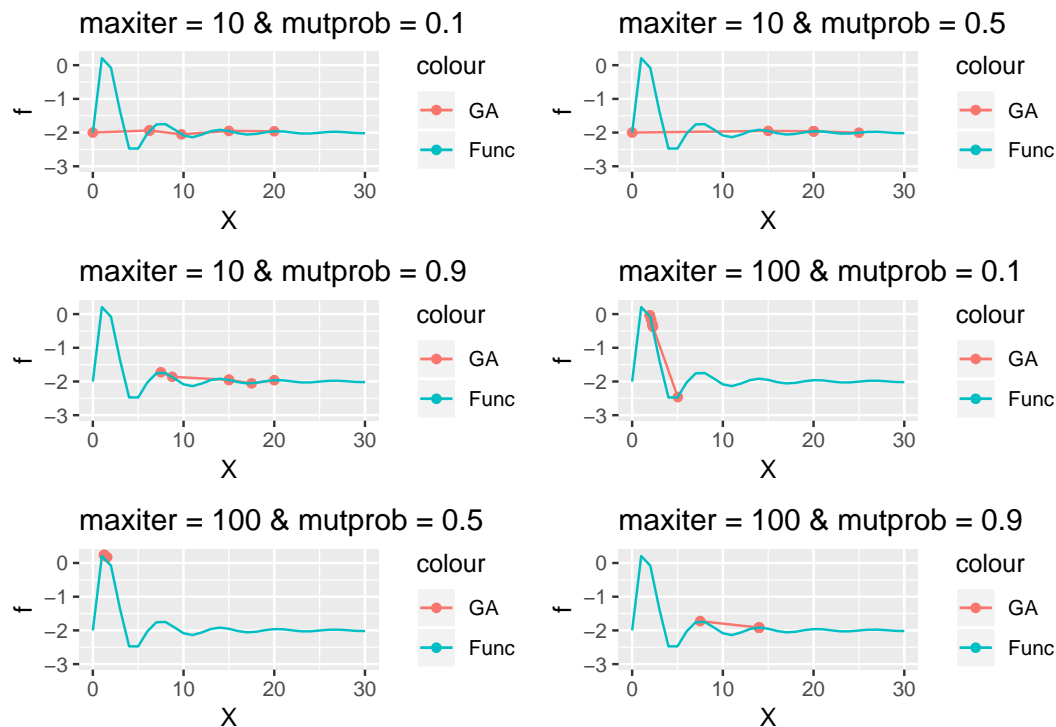 maxiter = 10 & mutprob = 0.1
0
−1
−2
−3
f
0 10 20 30
X
colour
GA
Func
maxiter = 10 & mutprob = 0.5
0
−1
−2
−3
f
0 10 20 30
X
colour
GA
Func
maxiter = 10 & mutprob = 0.9
0
−1
−2
−3
f
0 10 20 30
X
colour
GA
Func
maxiter = 100 & mutprob = 0.1
0
−1
−2
−3
f
0 10 20 30
X
colour
GA
Func
maxiter = 100 & mutprob = 0.5
0
−1
−2
−3
f
0 10 20 30
X
colour
GA
Func
maxiter = 100 & mutprob = 0.9
0
−1
−2
−3
f
0 10 20 30
X
colour
GA
Func